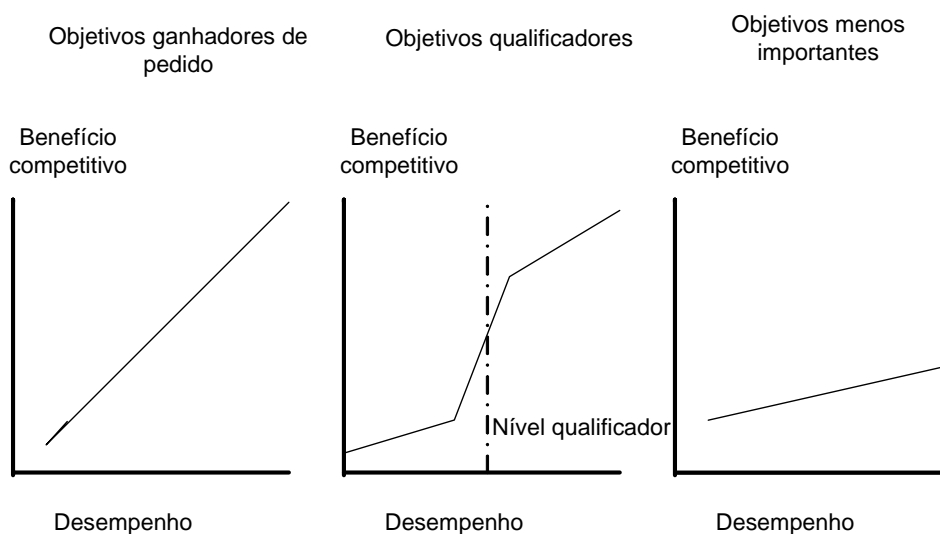 Objetivos ganhadores de
pedido
Objetivos qualificadores
Objetivos menos
importantes
Benefício
competitivo
Benefício
competitivo
Benefício
competitivo
Nível qualificador
Desempenho
Desempenho
Desempenho